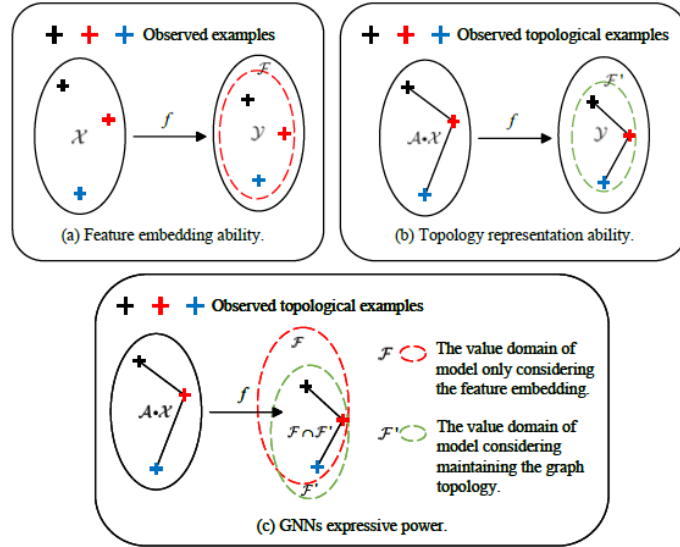 Observed examples
𝒳
f
ℱ
𝒴
(a) Feature embedding ability.
Observed topological examples
𝒜•𝒳
f
ℱ'
𝒴
(b) Topology representation ability.
Observed topological examples
𝒜•𝒳
f
ℱ
ℱ∩ℱ'
ℱ'
ℱ The value domain of
model only considering
the feature embedding.
ℱ' The value domain of
model considering
maintaining the graph
topology.
(c) GNNs expressive power.